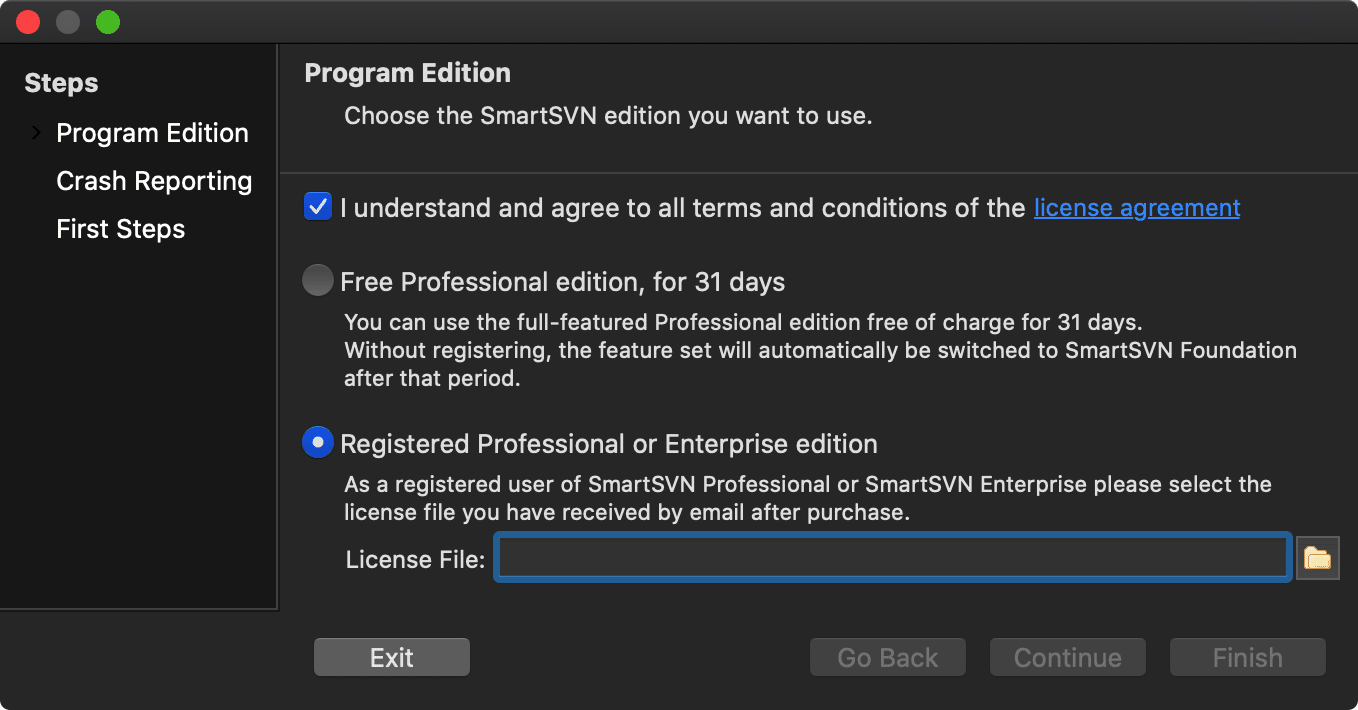 Steps
Program Edition
Crash Reporting
First Steps
Program Edition
Choose the SmartSVN edition you want to use.
I understand and agree to all terms and conditions of the license agreement
Free Professional edition, for 31 days
You can use the full-featured Professional edition free of charge for 31 days.
Without registering, the feature set will automatically be switched to SmartSVN Foundation
after that period.
Registered Professional or Enterprise edition
As a registered user of SmartSVN Professional or SmartSVN Enterprise please select the
license file you have received by email after purchase.
License File:
Exit
Go Back
Continue
Finish